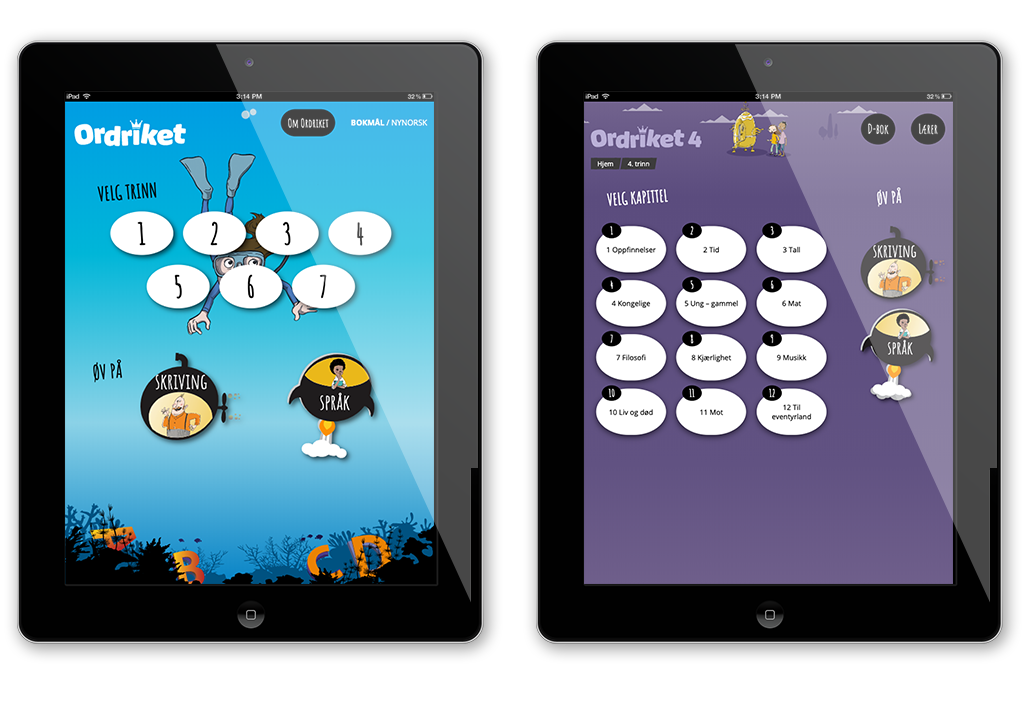 iPad 3:14 PM 32%
Ordriket
OM ORDRIKET
BOKMÅL / NYNORSK
VELG TRINN
1 2 3 4
5 6 7
ØV PÅ
SKRIVING
SPRÅK
B C D
iPad 3:14 PM 32%
Ordriket 4
D-BOK
LÆRER
Hjem 4. trinn
VELG KAPITTEL
1
1 Oppfinnelser
2
2 Tid
3
3 Tall
4
4 Kongelige
5
5 Ung – gammel
6
6 Mat
7
7 Filosofi
8
8 Kjærlighet
9
9 Musikk
10
10 Liv og død
11
11 Mot
12
12 Til
eventyrland
ØV PÅ
SKRIVING
SPRÅK